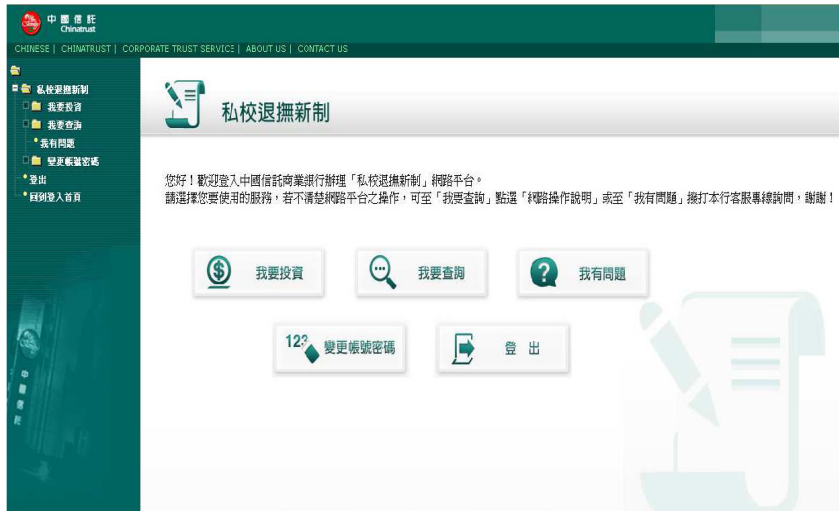 中國信託
Chinatrust
CHINESE | CHINATRUST | CORPORATE TRUST SERVICE | ABOUT US | CONTACT US
私校退撫新制
我要投資
我要查詢
我有問題
變更帳號密碼
登出
回到登入首頁
私校退撫新制
您好！歡迎登入中國信託商業銀行辦理「私校退撫新制」網路平台。
請選擇您要使用的服務，若不清楚網路平台之操作，可至「我要查詢」點選「網路操作說明」或至「我有問題」撥打本行客服專線詢問，謝謝！
我要投資
我要查詢
我有問題
123 變更帳號密碼
登 出
中國信託